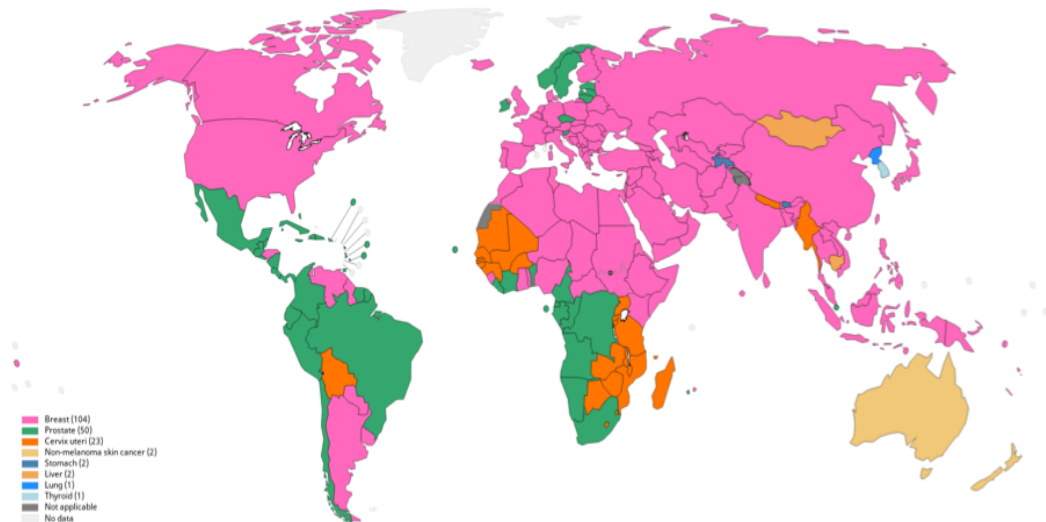 Breast (104)
Prostate (50)
Cervix uteri (23)
Non-melanoma skin cancer (2)
Stomach (2)
Liver (2)
Lung (1)
Thyroid (1)
Not applicable
No data